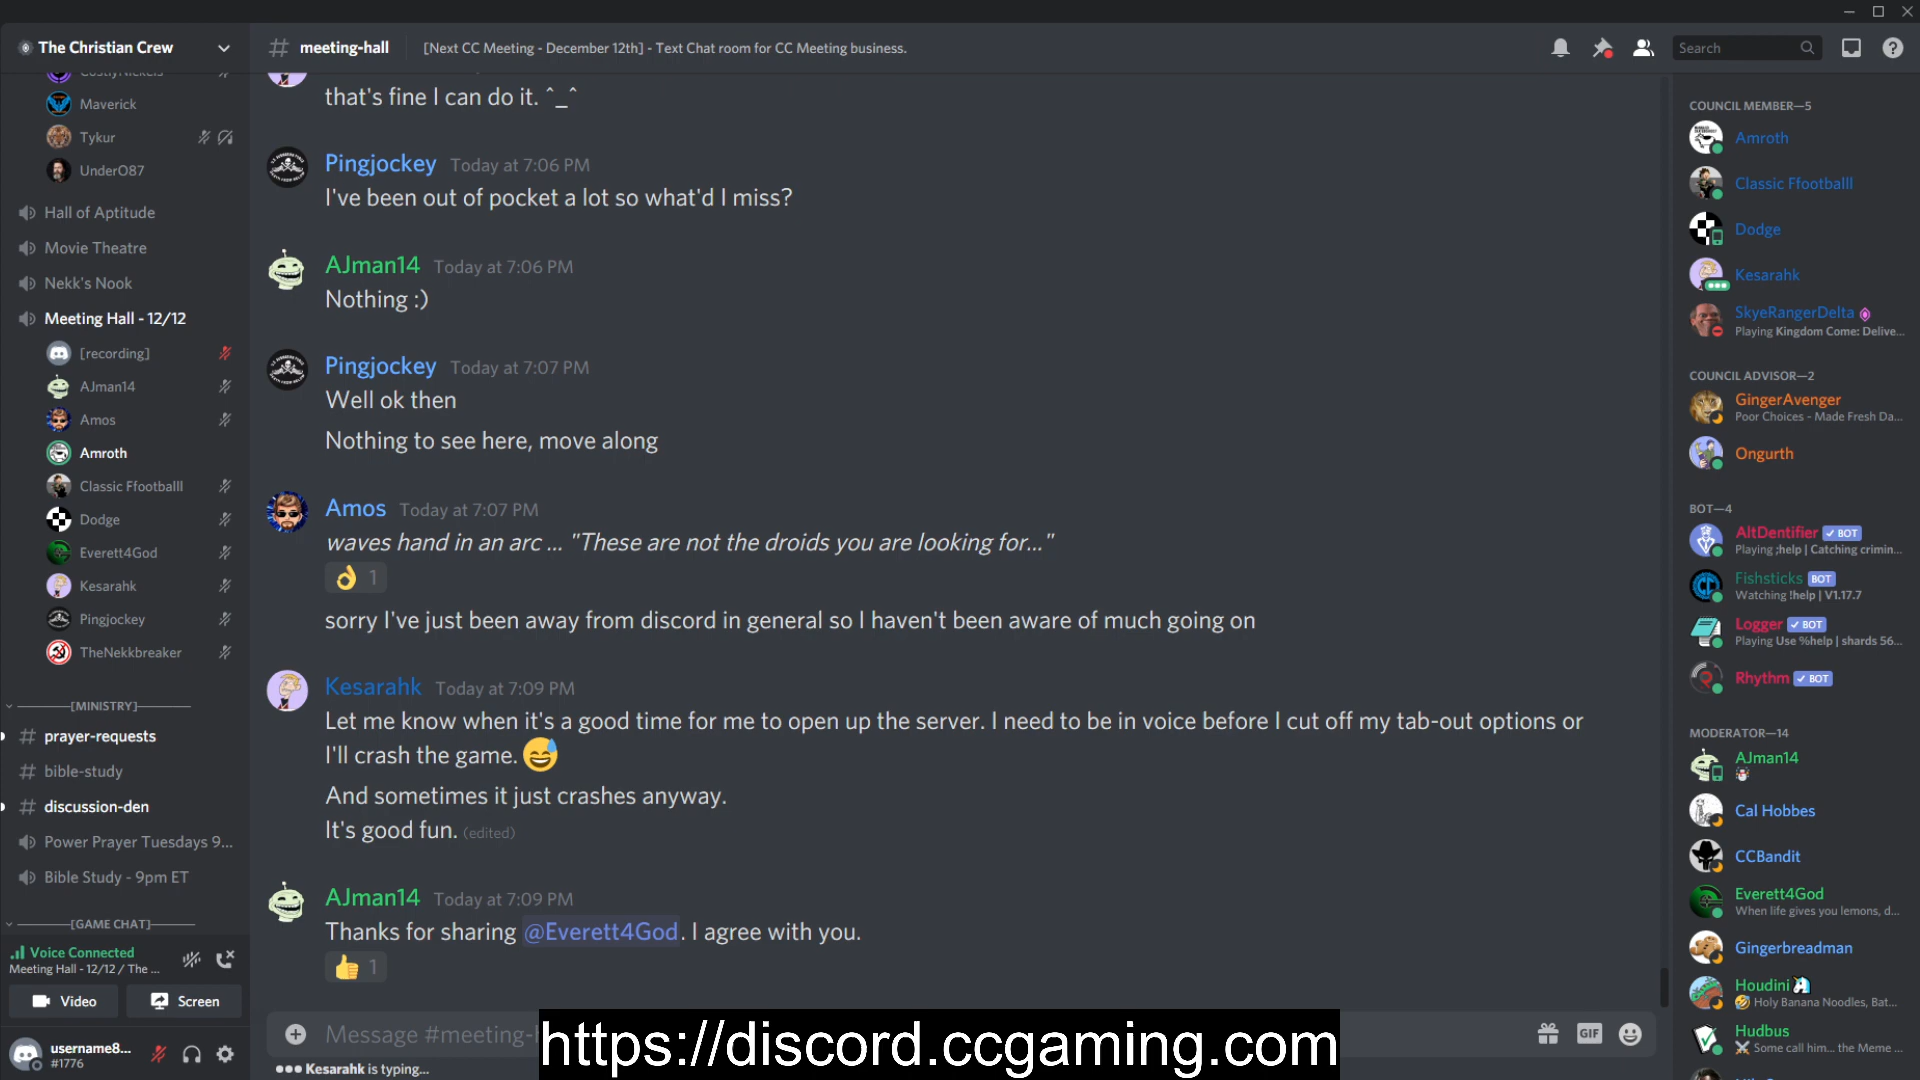 The Christian Crew
CostlyNickels
Maverick
Tykur
UnderO87
Hall of Aptitude
Movie Theatre
Nekk's Nook
Meeting Hall - 12/12
[recording]
AJman14
Amos
Amroth
Classic Ffootballl
Dodge
Everett4God
Kesarahk
Pingjockey
TheNekkbreaker
[MINISTRY]
prayer-requests
bible-study
discussion-den
Power Prayer Tuesdays 9...
Bible Study - 9pm ET
[GAME CHAT]
Voice Connected
Meeting Hall - 12/12 / The ...
Video
Screen
username8...
#1776
meeting-hall
[Next CC Meeting - December 12th] - Text Chat room for CC Meeting business.
Search
that's fine I can do it. ^_^
Pingjockey Today at 7:06 PM
I've been out of pocket a lot so what'd I miss?
AJman14 Today at 7:06 PM
Nothing :)
Pingjockey Today at 7:07 PM
Well ok then
Nothing to see here, move along
Amos Today at 7:07 PM
waves hand in an arc ... "These are not the droids you are looking for..."
👌 1
sorry I've just been away from discord in general so I haven't been aware of much going on
Kesarahk Today at 7:09 PM
Let me know when it's a good time for me to open up the server. I need to be in voice before I cut off my tab-out options or
I'll crash the game. 😅
And sometimes it just crashes anyway.
It's good fun. (edited)
AJman14 Today at 7:09 PM
Thanks for sharing @Everett4God. I agree with you.
👍 1
Message #meeting-
GIF
https://discord.ccgaming.com
Kesarahk is typing...
COUNCIL MEMBER—5
Amroth
Classic Ffootballl
Dodge
Kesarahk
SkyeRangerDelta
Playing Kingdom Come: Delive...
COUNCIL ADVISOR—2
GingerAvenger
Poor Choices - Made Fresh Da...
Ongurth
BOT—4
AltDentifier ✓ BOT
Playing ;help | Catching crimin...
Fishsticks BOT
Watching !help | V1.17.7
Logger ✓ BOT
Playing Use %help | shards 56...
Rhythm ✓ BOT
MODERATOR—14
AJman14
Cal Hobbes
CCBandit
Everett4God
When life gives you lemons, d...
Gingerbreadman
Houdini
🤣 Holy Banana Noodles, Bat...
Hudbus
⚔ Some call him... the Meme ...